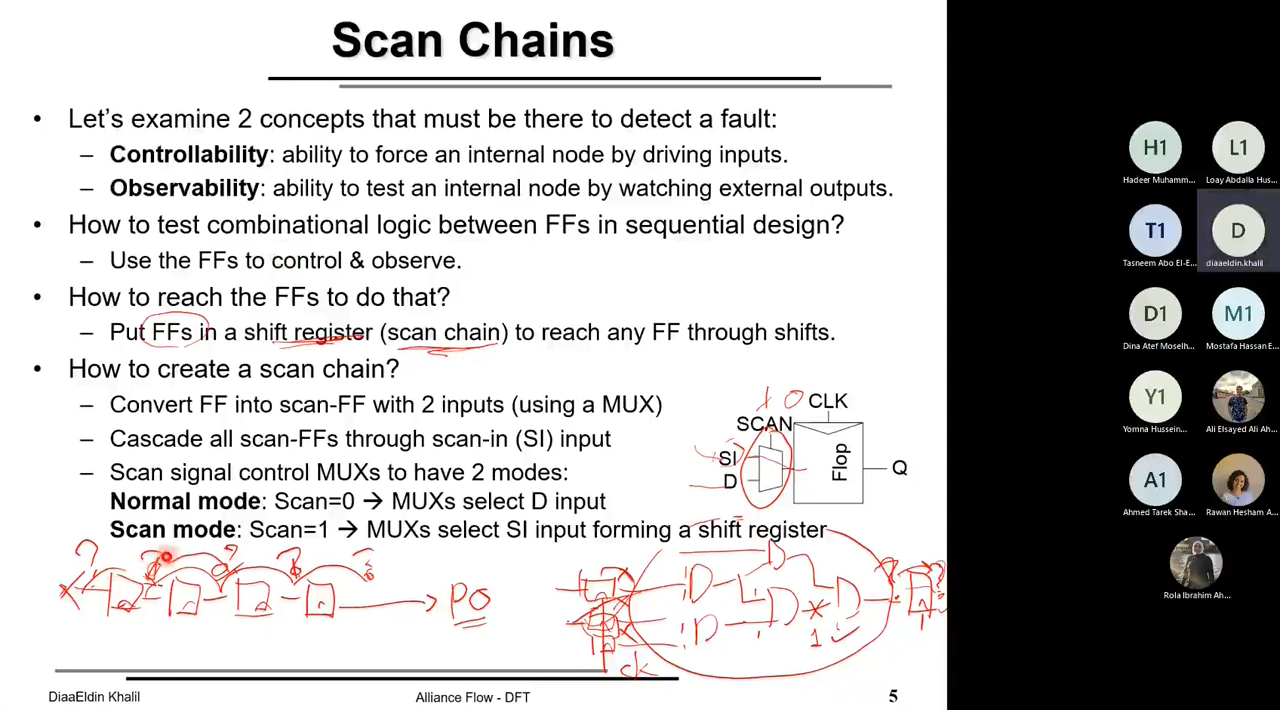 Scan Chains
• Let's examine 2 concepts that must be there to detect a fault:
– Controllability: ability to force an internal node by driving inputs.
– Observability: ability to test an internal node by watching external outputs.
• How to test combinational logic between FFs in sequential design?
– Use the FFs to control & observe.
• How to reach the FFs to do that?
– Put FFs in a shift register (scan chain) to reach any FF through shifts.
• How to create a scan chain?
– Convert FF into scan-FF with 2 inputs (using a MUX)
– Cascade all scan-FFs through scan-in (SI) input
– Scan signal control MUXs to have 2 modes:
Normal mode: Scan=0 → MUXs select D input
Scan mode: Scan=1 → MUXs select SI input forming a shift register
1 0
CLK
SCAN
SI
D
Flop
Q
PO
1
ck
DiaaEldin Khalil
Alliance Flow - DFT
5
H1
Hadeer Muhamm...
L1
Loay Abdalla Hus...
T1
Tasneem Abo El-E...
D
diaaeldin.khalil
D1
Dina Atef Moselh...
M1
Mostafa Hassan E...
Y1
Yomna Hussein...
Ali Elsayed Ali Ah...
A1
Ahmed Tarek Sha...
Rawan Hesham A...
Rola Ibrahim Ah...